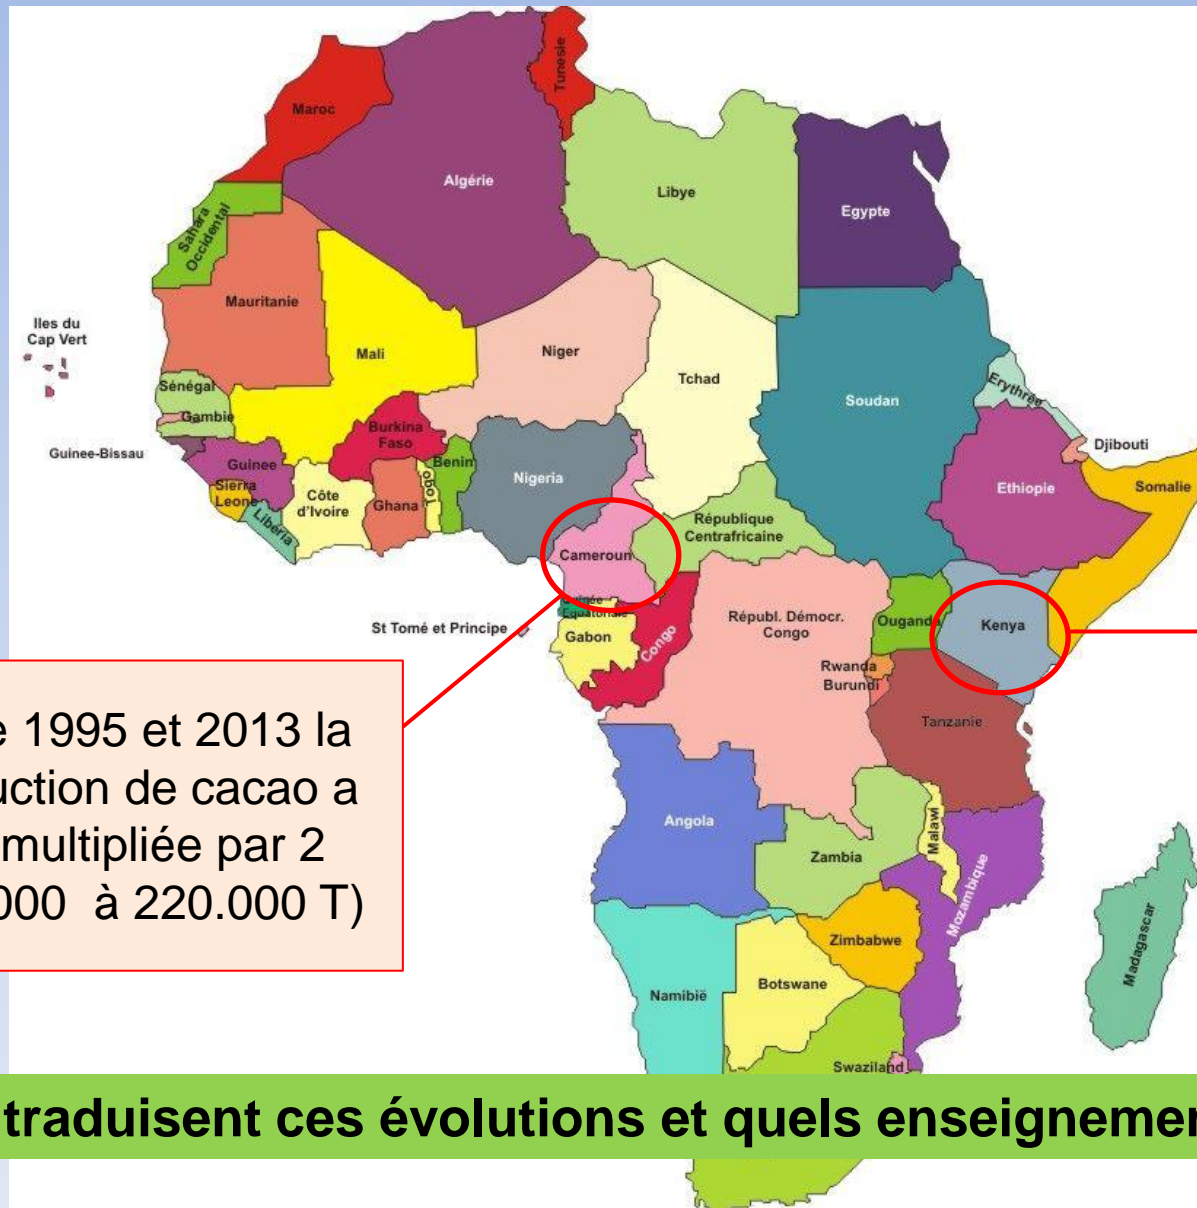 Tunesie
Maroc
Algérie
Libye
Egypte
Sahara
Occidental
Mauritanie
Iles du
Cap Vert
Mali
Niger
Tchad
Soudan
Erythrée
Sénégal
Gambie
Guinee-Bissau
Guinee
Sierra
Leone
Libéria
Côte
d'Ivoire
Burkina
Faso
Ghana
Togo
Benin
Nigeria
Djibouti
Ethiopie
Somalie
République
Centrafricaine
Cameroun
Guinée
Equatoriale
St Tomé et Principe
Gabon
Congo
Républ. Démocr.
Congo
Ouganda
Kenya
Rwanda
Burundi
Tanzanie
e 1995 et 2013 la
uction de cacao a
multipliée par 2
000 à 220.000 T)
Angola
Zambia
Malawi
Mozambique
Madagascar
Zimbabwe
Namibië
Botswane
Swaziland
traduisent ces évolutions et quels enseignemen